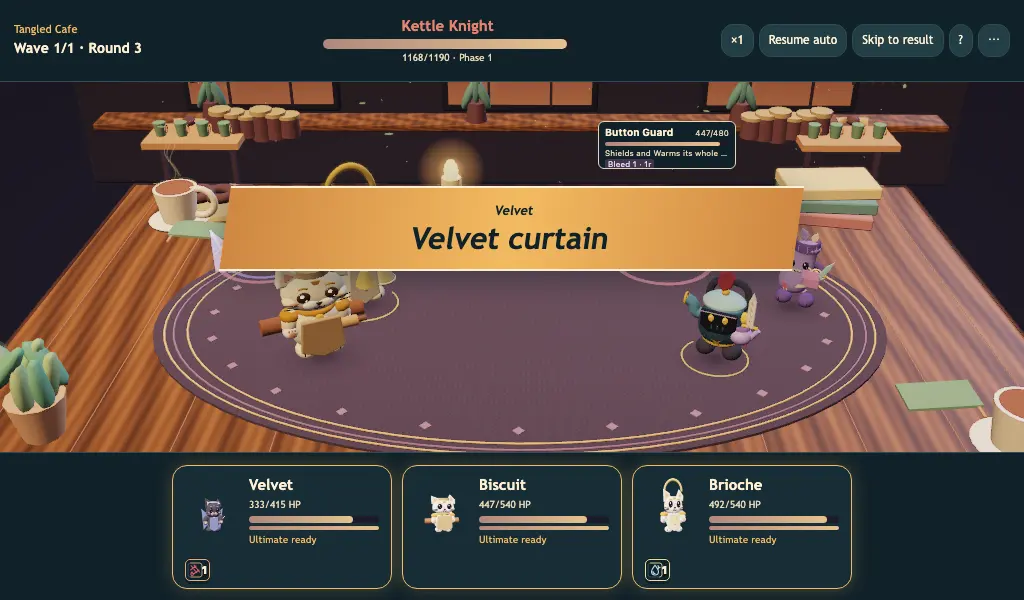 Tangled Cafe
Wave 1/1 · Round 3
Kettle Knight
1168/1190 · Phase 1
×1
Resume auto
Skip to result
?
...
Button Guard 447/480
Shields and Warms its whole ...
Bleed 1 · 1r
Velvet
Velvet curtain
Velvet
333/415 HP
Ultimate ready
1
Biscuit
447/540 HP
Ultimate ready
Brioche
492/540 HP
Ultimate ready
1